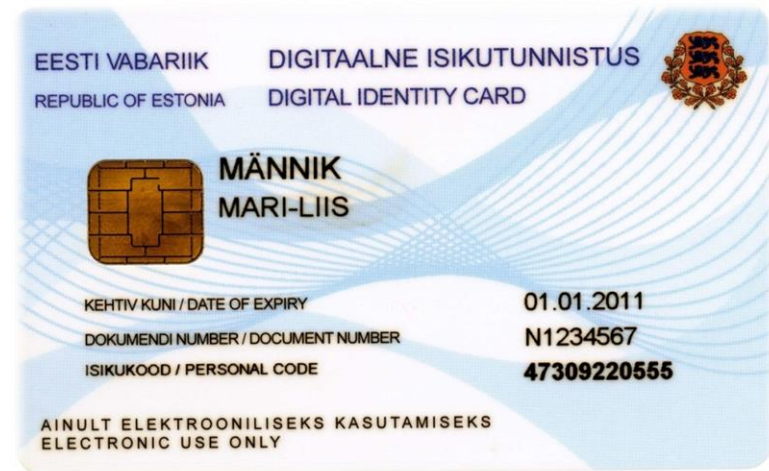 EESTI VABARIIK DIGITAALNE ISIKUTUNNISTUS
REPUBLIC OF ESTONIA DIGITAL IDENTITY CARD
MÄNNIK
MARI-LIIS
KEHTIV KUNI / DATE OF EXPIRY 01.01.2011
DOKUMENDI NUMBER / DOCUMENT NUMBER N1234567
ISIKUKOOD / PERSONAL CODE 47309220555
AINULT ELEKTROONILISEKS KASUTAMISEKS
ELECTRONIC USE ONLY